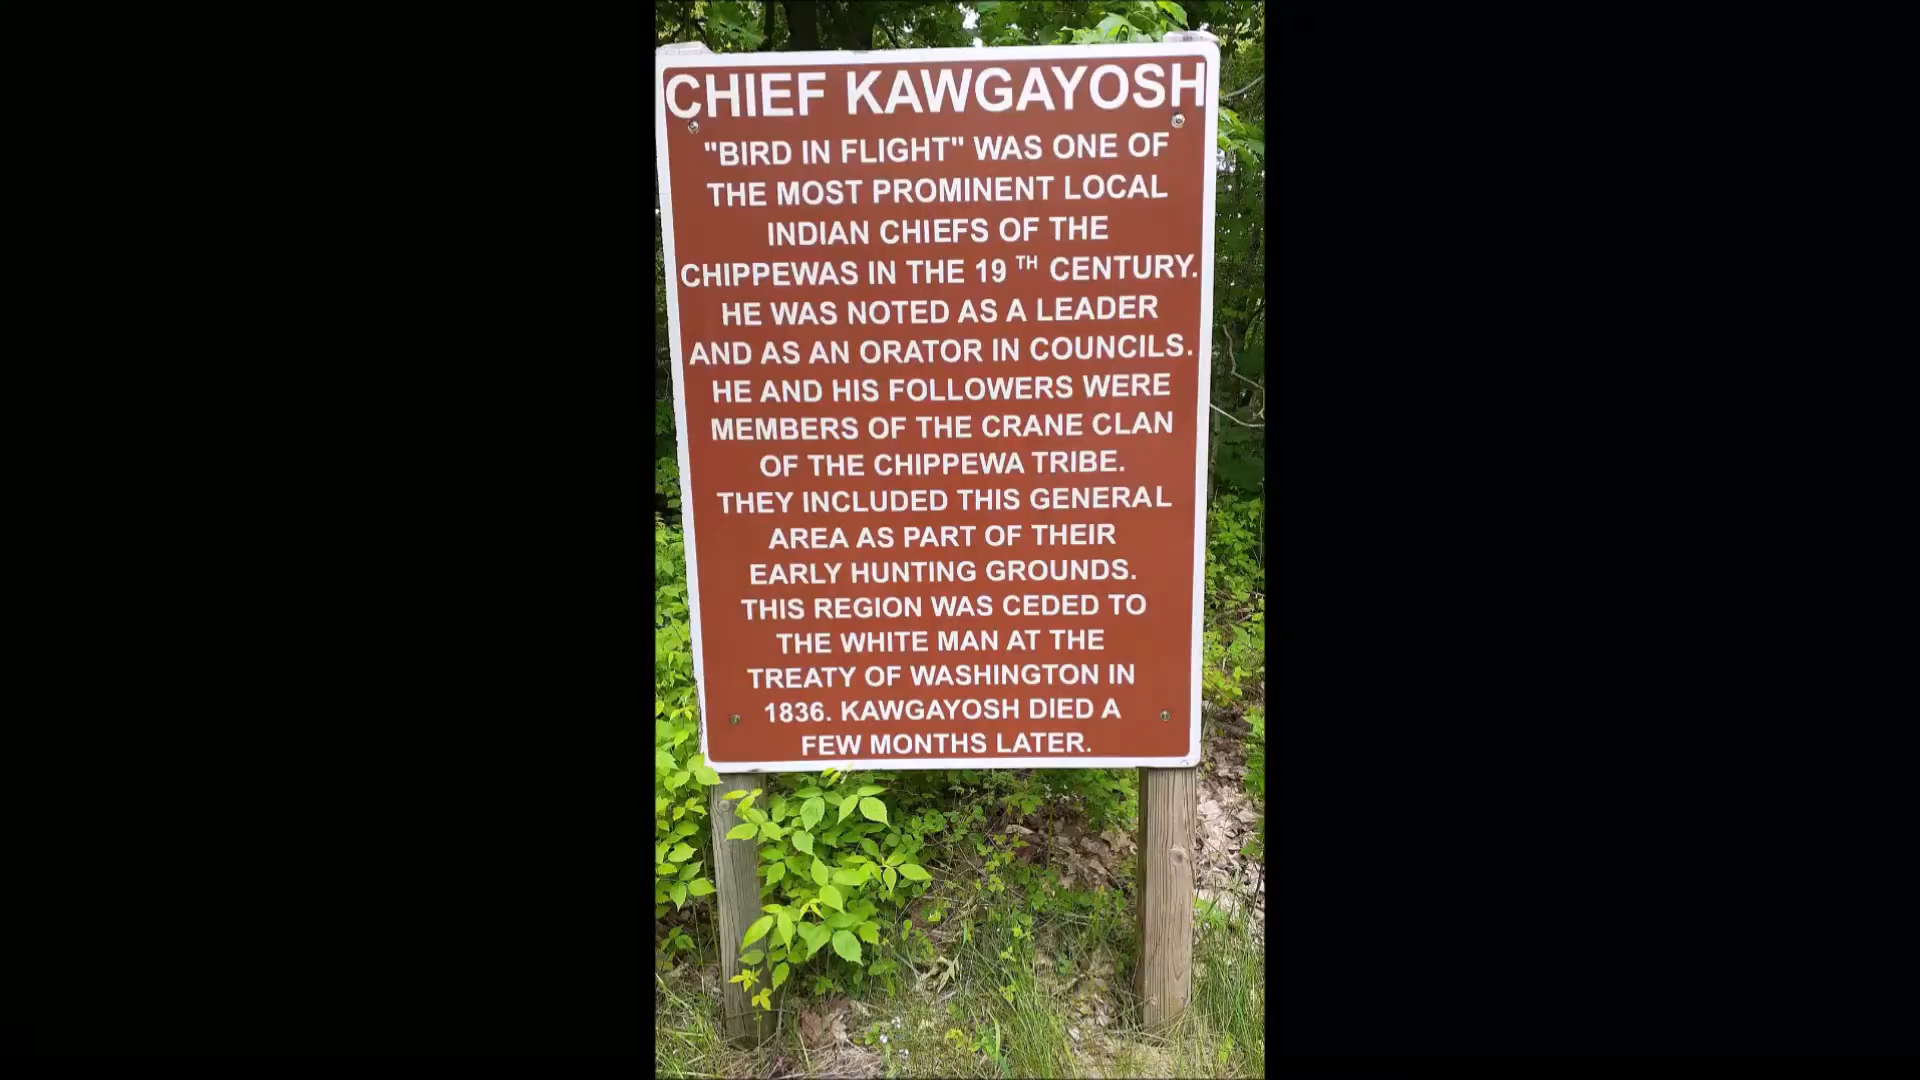 CHIEF KAWGAYOSH
"BIRD IN FLIGHT" WAS ONE OF
THE MOST PROMINENT LOCAL
INDIAN CHIEFS OF THE
CHIPPEWAS IN THE 19 TH CENTURY.
HE WAS NOTED AS A LEADER
AND AS AN ORATOR IN COUNCILS.
HE AND HIS FOLLOWERS WERE
MEMBERS OF THE CRANE CLAN
OF THE CHIPPEWA TRIBE.
THEY INCLUDED THIS GENERAL
AREA AS PART OF THEIR
EARLY HUNTING GROUNDS.
THIS REGION WAS CEDED TO
THE WHITE MAN AT THE
TREATY OF WASHINGTON IN
1836. KAWGAYOSH DIED A
FEW MONTHS LATER.